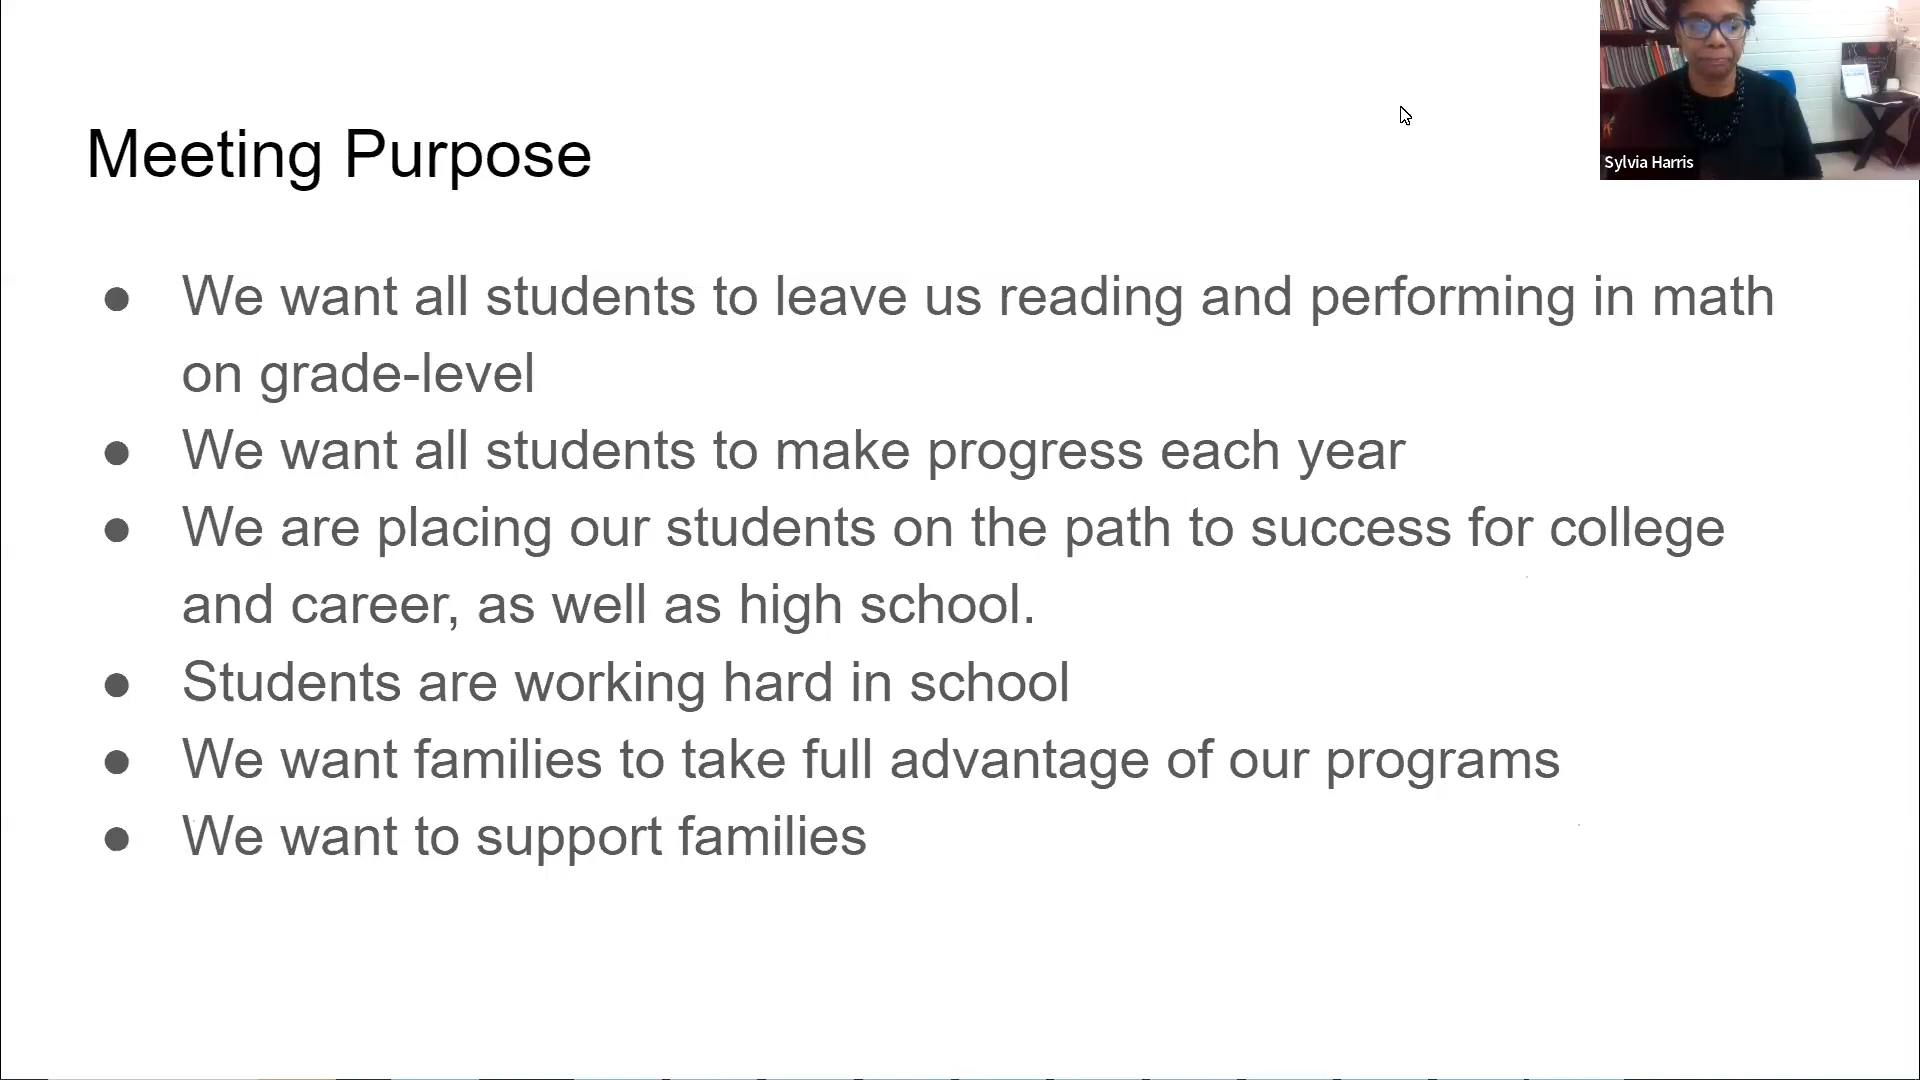 Meeting Purpose
Sylvia Harris
● We want all students to leave us reading and performing in math
on grade-level
● We want all students to make progress each year
● We are placing our students on the path to success for college
and career, as well as high school.
● Students are working hard in school
● We want families to take full advantage of our programs
● We want to support families